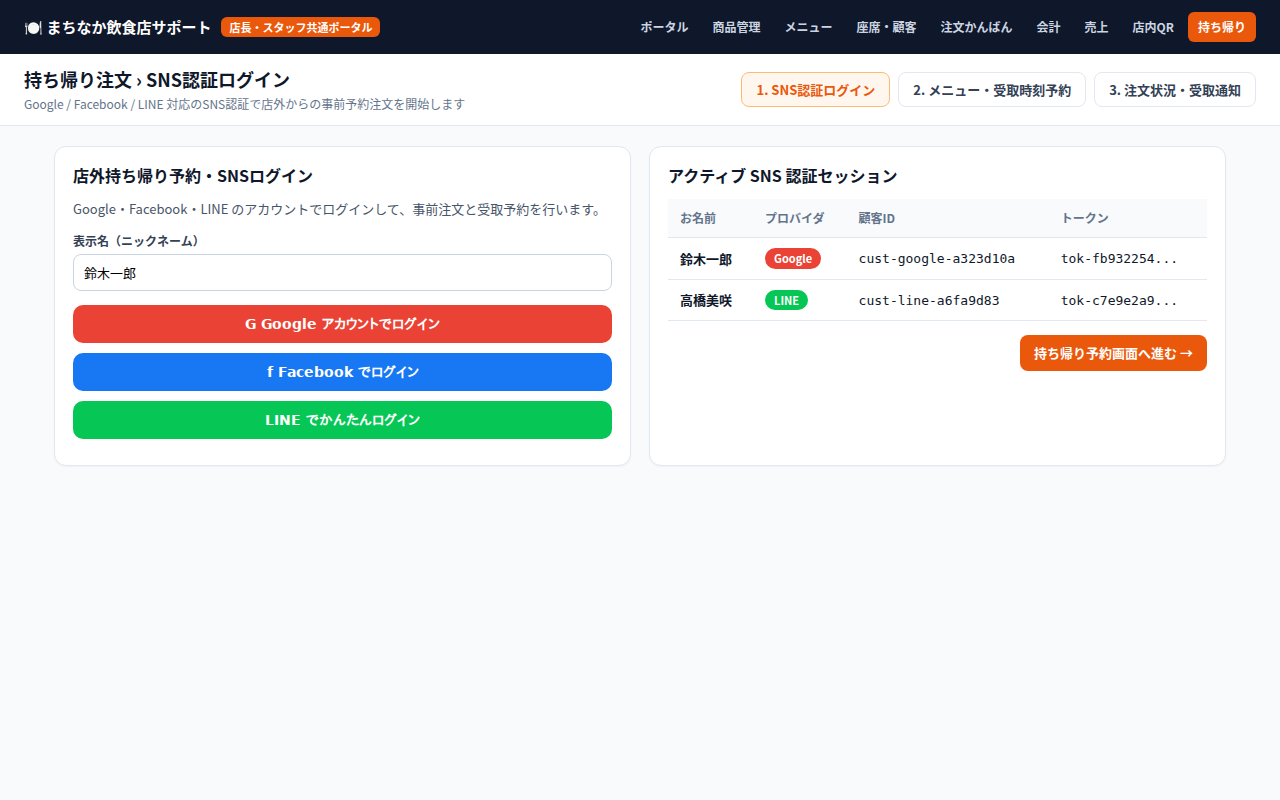 🍽️ まちなか飲食店サポート 店長・スタッフ共通ポータル ポータル 商品管理 メニュー 座席・顧客 注文かんばん 会計 売上 店内QR 持ち帰り
持ち帰り注文 › SNS認証ログイン
Google / Facebook / LINE 対応のSNS認証で店外からの事前予約注文を開始します
1. SNS認証ログイン 2. メニュー・受取時刻予約 3. 注文状況・受取通知
店外持ち帰り予約・SNSログイン
Google・Facebook・LINE のアカウントでログインして、事前注文と受取予約を行います。
表示名（ニックネーム）
鈴木一郎
G Google アカウントでログイン
f Facebook でログイン
LINE でかんたんログイン
アクティブ SNS 認証セッション
お名前 プロバイダ 顧客ID トークン
鈴木一郎 Google cust-google-a323d10a tok-fb932254...
高橋美咲 LINE cust-line-a6fa9d83 tok-c7e9e2a9...
持ち帰り予約画面へ進む →